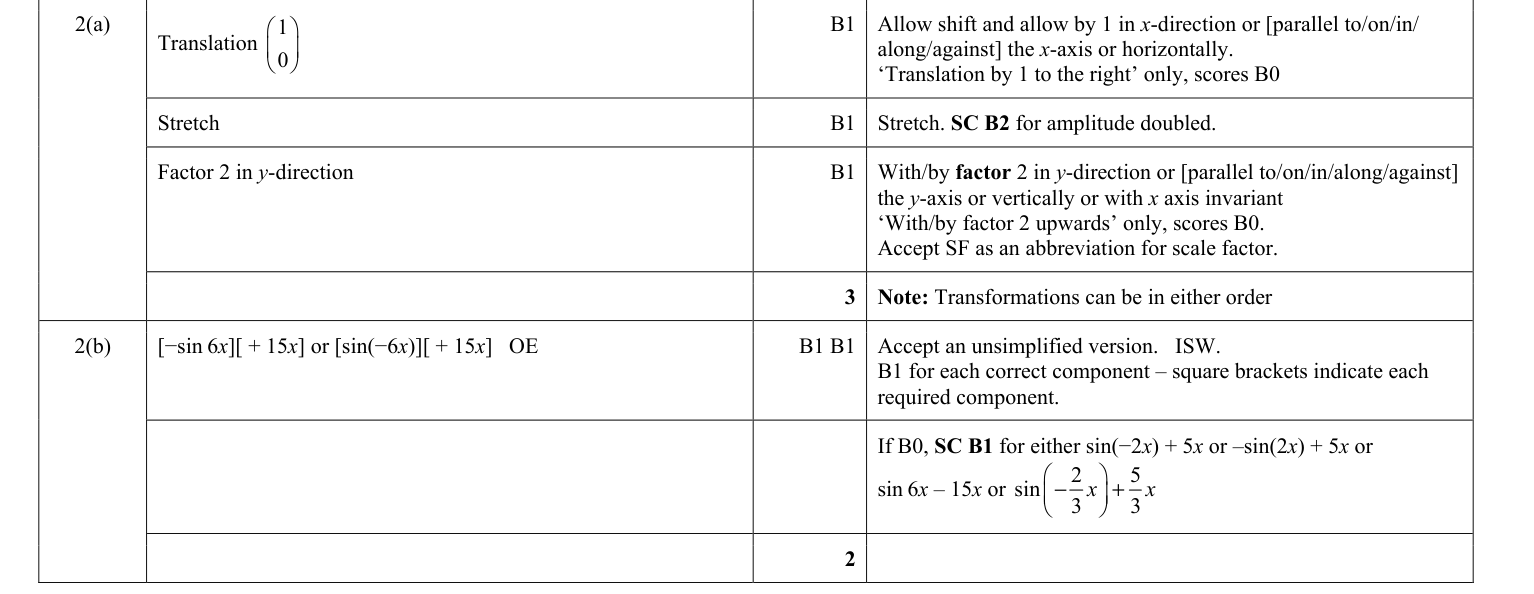 2(a)
Translation (1
0)
B1
Allow shift and allow by 1 in x-direction or [parallel to/on/in/
along/against] the x-axis or horizontally.
‘Translation by 1 to the right’ only, scores B0
Stretch
B1
Stretch. SC B2 for amplitude doubled.
Factor 2 in y-direction
B1
With/by factor 2 in y-direction or [parallel to/on/in/along/against]
the y-axis or vertically or with x axis invariant
‘With/by factor 2 upwards’ only, scores B0.
Accept SF as an abbreviation for scale factor.
3
Note: Transformations can be in either order
2(b)
[−sin 6x][ + 15x] or [sin(−6x)][ + 15x]   OE
B1 B1
Accept an unsimplified version.   ISW.
B1 for each correct component – square brackets indicate each
required component.
If B0, SC B1 for either sin(−2x) + 5x or –sin(2x) + 5x or
sin 6x – 15x or sin(−2/3 x)+5/3 x
2